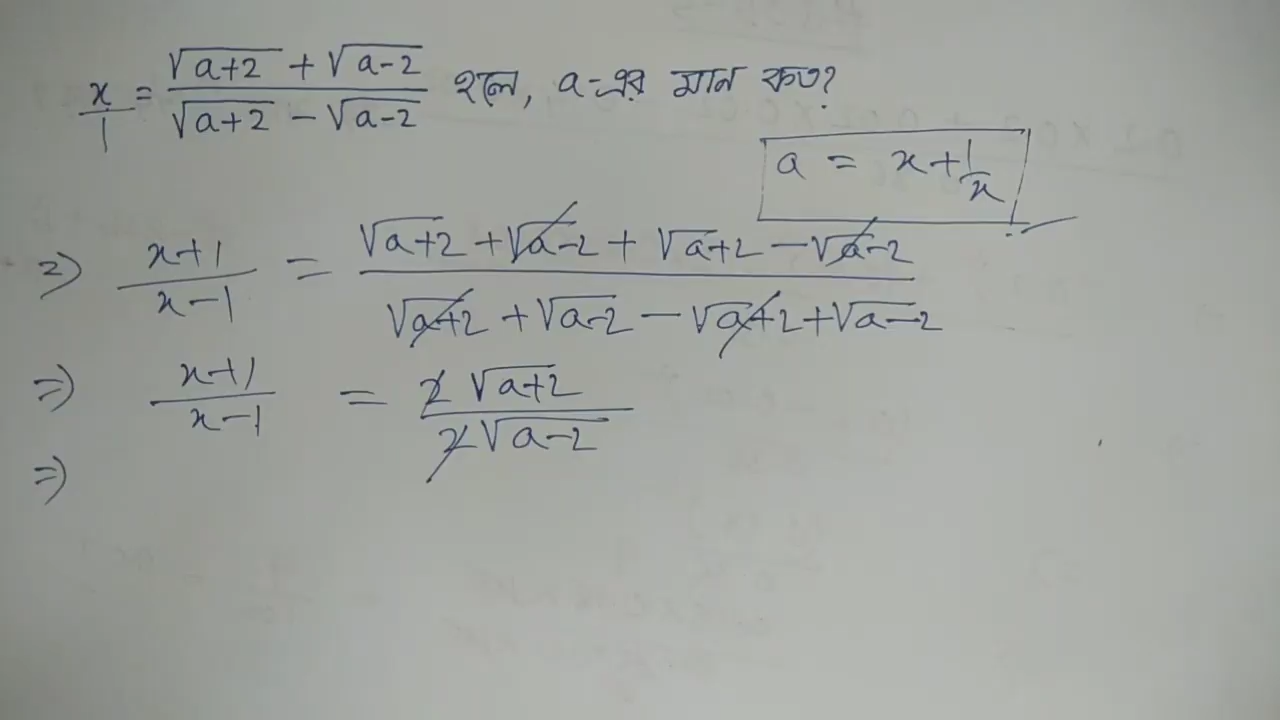 x/1 = (√(a+2) + √(a-2))/(√(a+2) - √(a-2)) হলে, a-এর মান কত?
a = x + 1/x
⇒ (x+1)/(x-1) = (√(a+2) + √(a-2) + √(a+2) - √(a-2))/(√(a+2) + √(a-2) - √(a+2) + √(a-2))
⇒ (x+1)/(x-1) = (2√(a+2))/(2√(a-2))
⇒